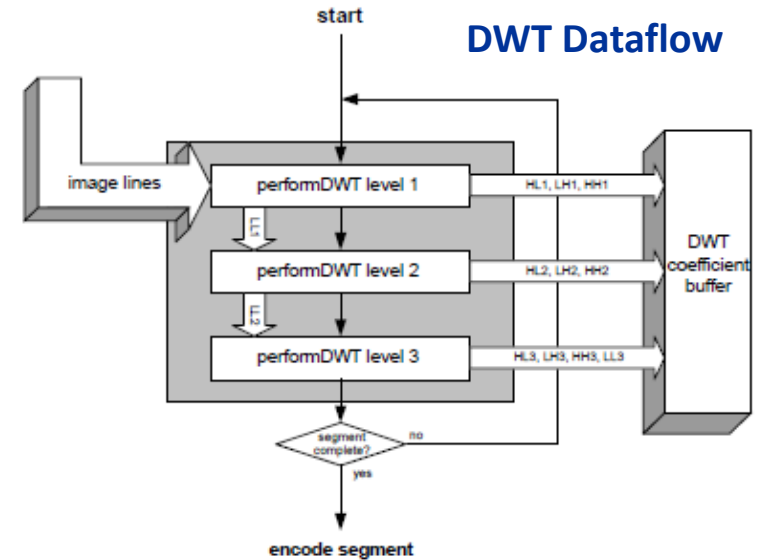 start
DWT Dataflow
image lines
performDWT level 1
HL1, LH1, HH1
LL1
performDWT level 2
HL2, LH2, HH2
LL2
performDWT level 3
HL3, LH3, HH3, LL3
DWT
coefficient
buffer
segment
complete?
no
yes
encode segment